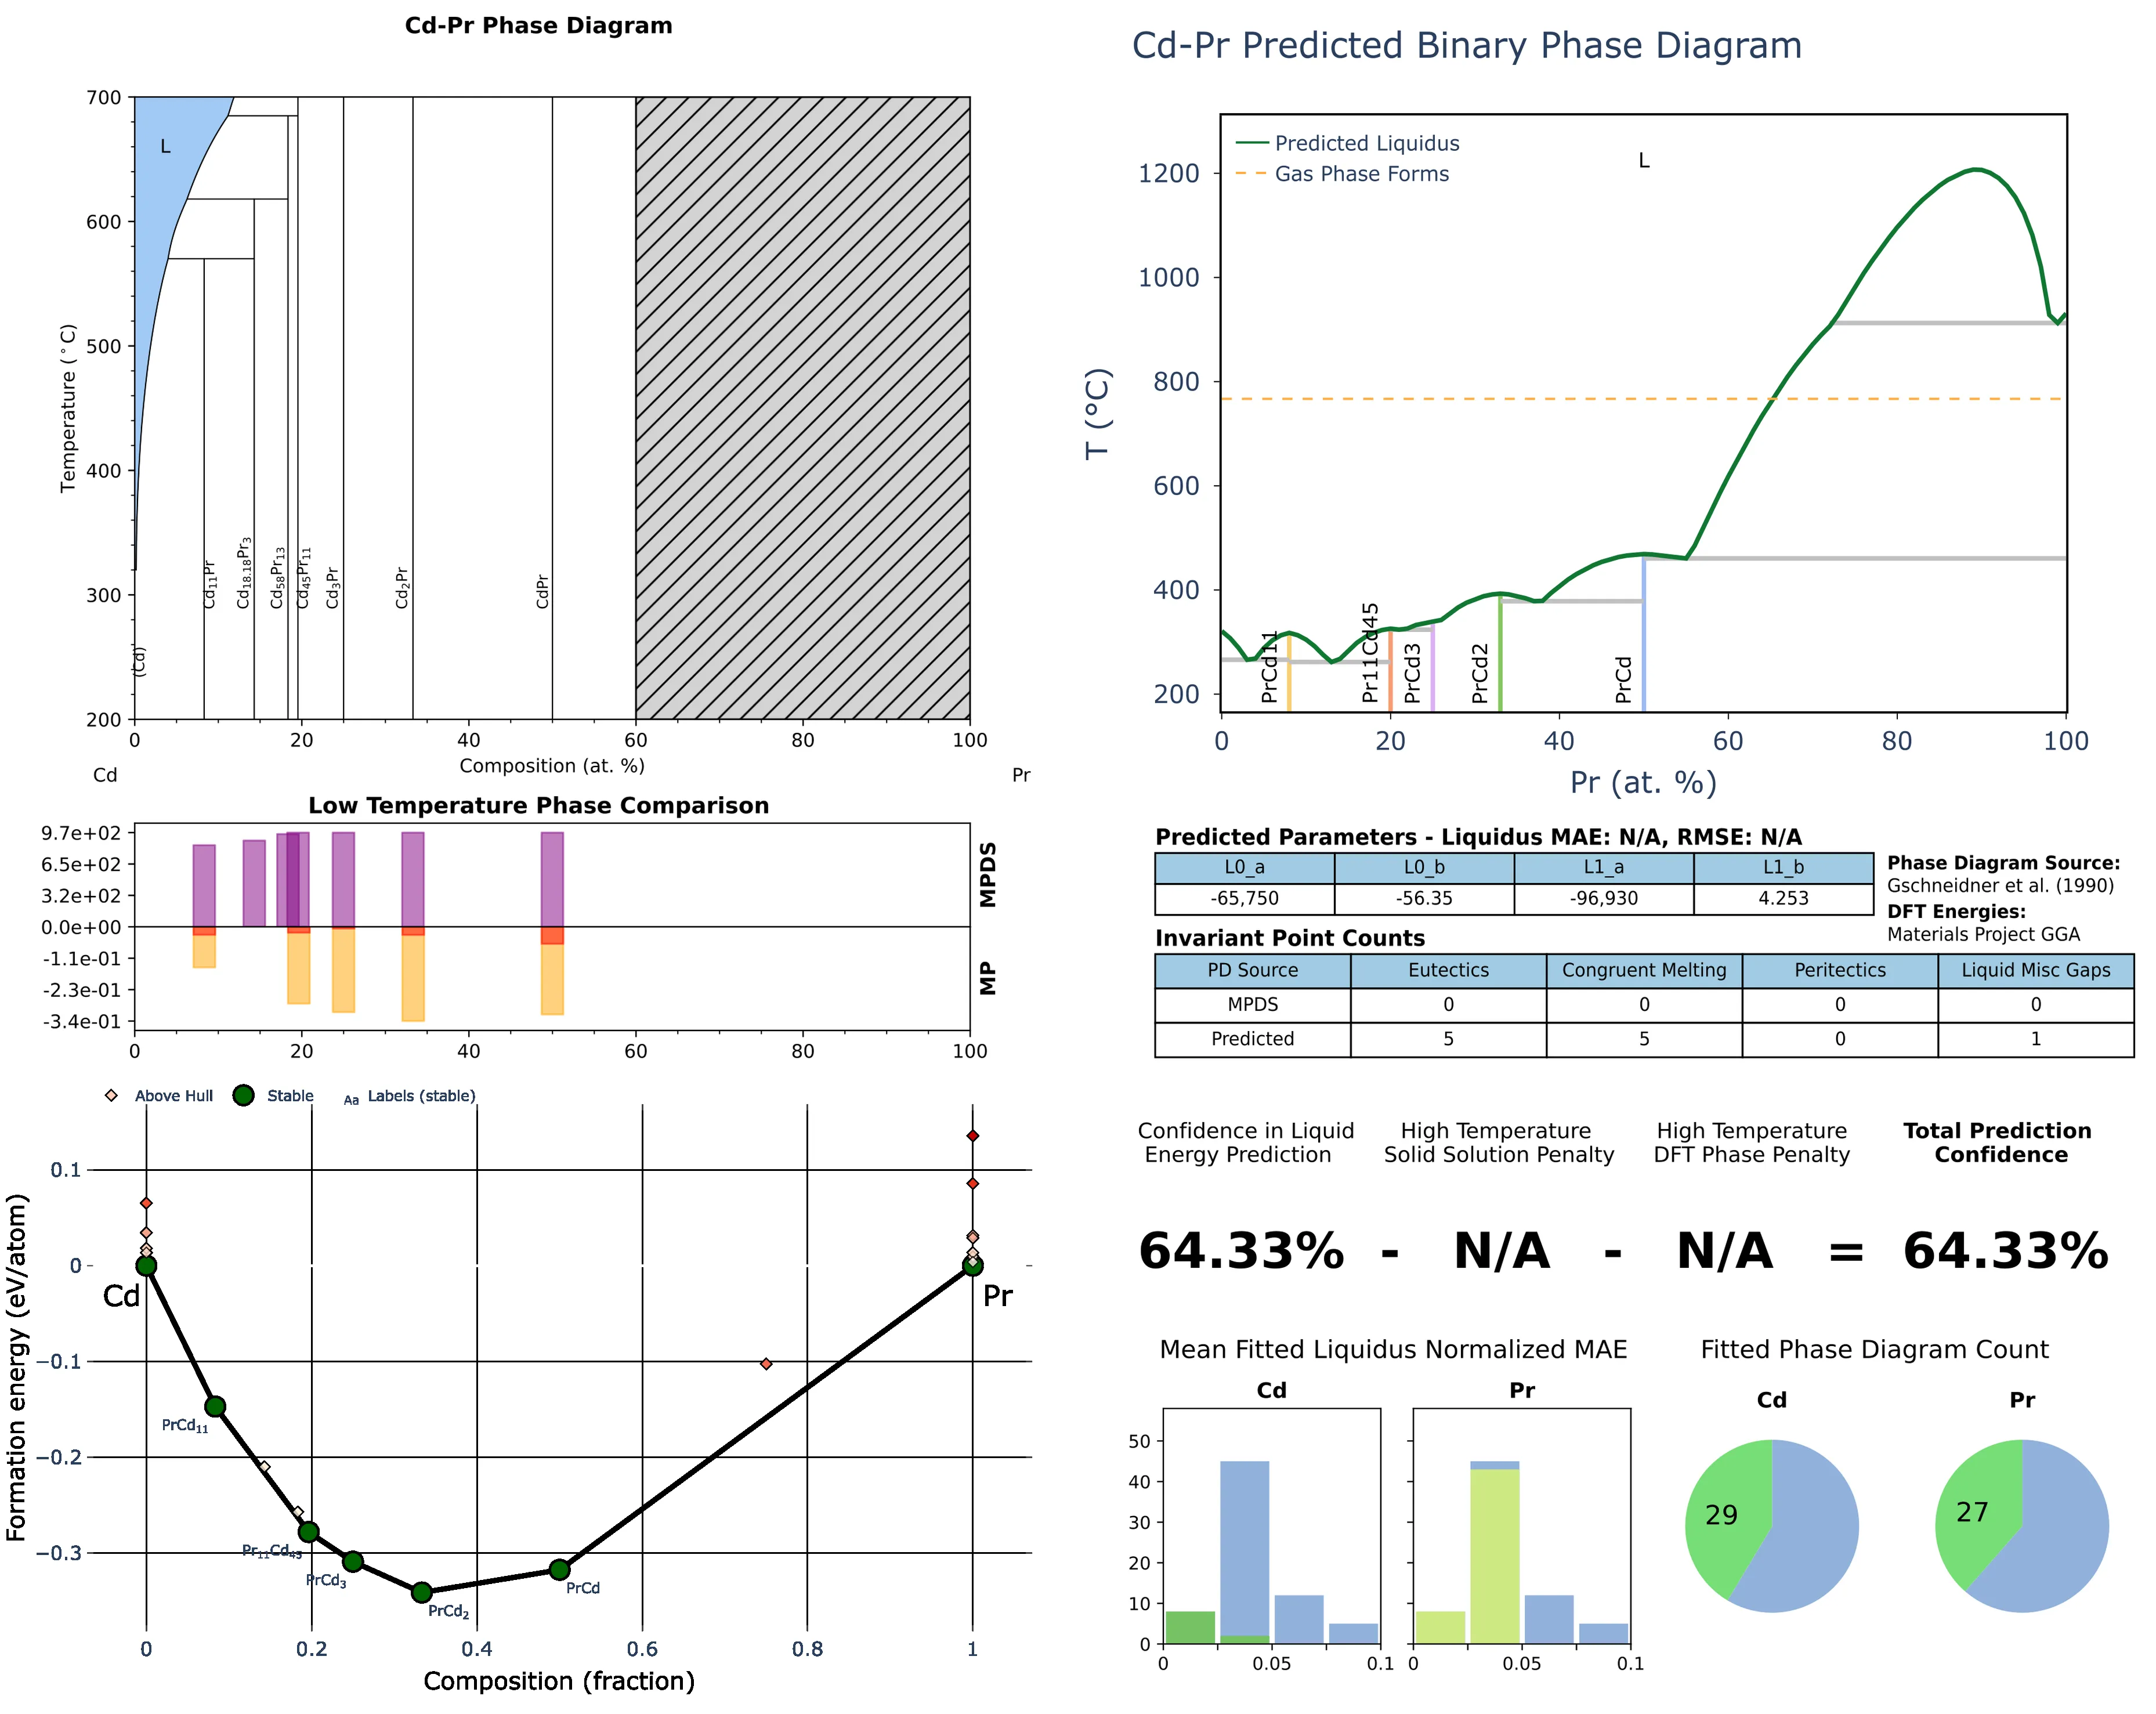 Cd-Pr Phase Diagram
700
600
500
400
300
200
Temperature (°C)
L
(Cd)
Cd₁₁Pr
Cd₁₈.₁₈Pr₃
Cd₅₈Pr₁₃
Cd₄₅Pr₁₁
Cd₃Pr
Cd₂Pr
CdPr
0 20 40 60 80 100
Composition (at. %)
Cd Pr
Low Temperature Phase Comparison
9.7e+02
6.5e+02
3.2e+02
0.0e+00
-1.1e-01
-2.3e-01
-3.4e-01
MPDS
MP
0 20 40 60 80 100
Above Hull Stable Aa Labels (stable)
0.1
0
−0.1
−0.2
−0.3
Formation energy (eV/atom)
Cd
Pr
PrCd₁₁
Pr₁₁Cd₄₅
PrCd₃
PrCd₂
PrCd
0 0.2 0.4 0.6 0.8 1
Composition (fraction)
Cd-Pr Predicted Binary Phase Diagram
Predicted Liquidus
Gas Phase Forms
L
1200
1000
800
600
400
200
T (°C)
PrCd11
Pr11Cd45
PrCd3
PrCd2
PrCd
0 20 40 60 80 100
Pr (at. %)
Predicted Parameters - Liquidus MAE: N/A, RMSE: N/A
L0_a L0_b L1_a L1_b
-65,750 -56.35 -96,930 4.253
Phase Diagram Source:
Gschneidner et al. (1990)
DFT Energies:
Materials Project GGA
Invariant Point Counts
PD Source Eutectics Congruent Melting Peritectics Liquid Misc Gaps
MPDS 0 0 0 0
Predicted 5 5 0 1
Confidence in Liquid
Energy Prediction
High Temperature
Solid Solution Penalty
High Temperature
DFT Phase Penalty
Total Prediction
Confidence
64.33% - N/A - N/A = 64.33%
Mean Fitted Liquidus Normalized MAE
Cd Pr
50
40
30
20
10
0
0 0.05 0.1
0 0.05 0.1
Fitted Phase Diagram Count
Cd Pr
29 27